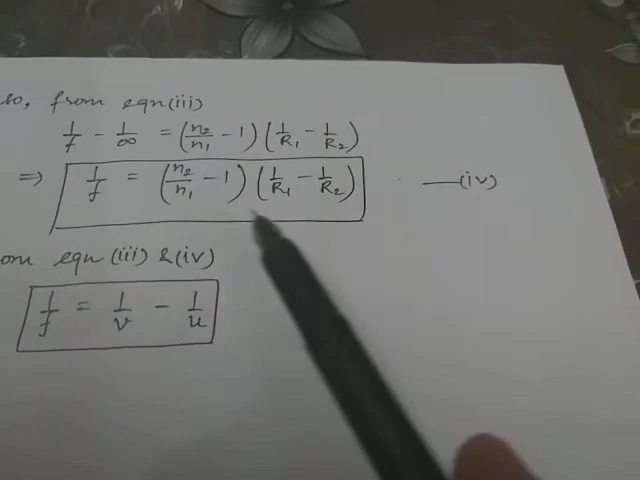 so, from eqn(iii)
1/f - 1/∞ = (n₂/n₁ - 1) (1/R₁ - 1/R₂)
⇒ 1/f = (n₂/n₁ - 1) (1/R₁ - 1/R₂) —(iv)
om eqn (iii) & (iv)
1/f = 1/v - 1/u